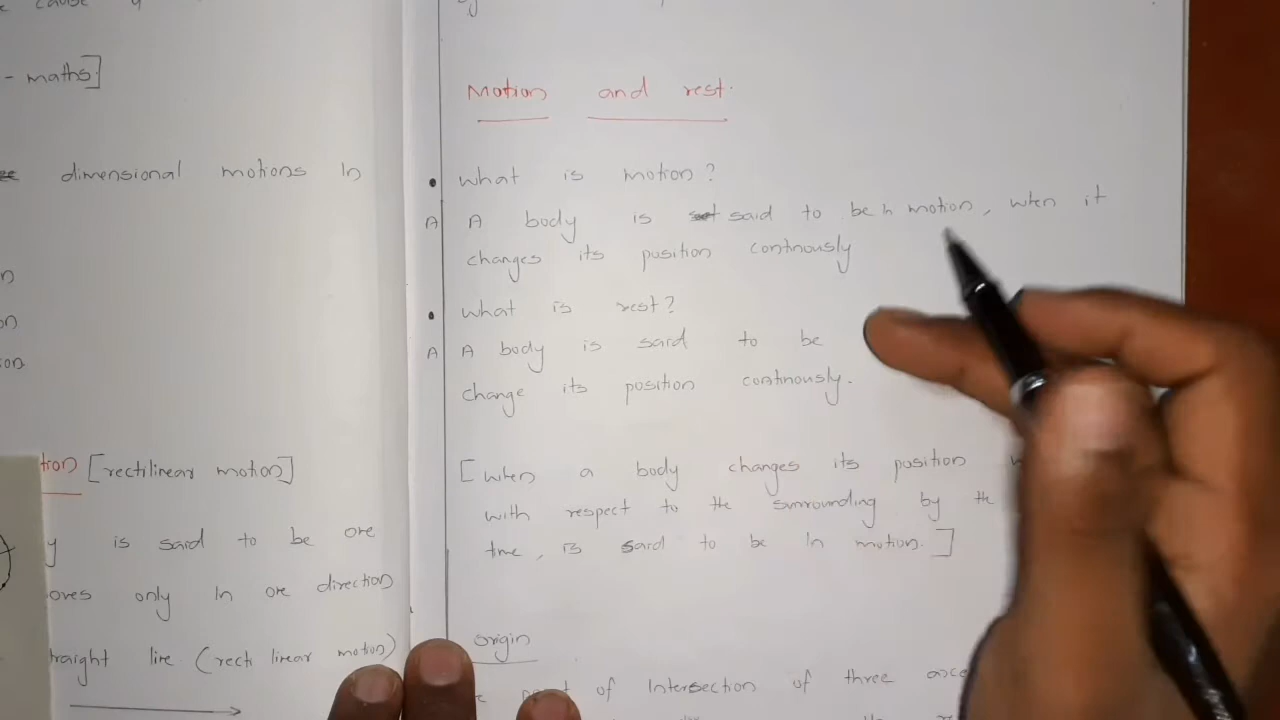 - maths]
dimensional motions In
tion [rectilinear motion]
y is said to be one
oves only In one direction
traight line (recti linear motion)
Motion and rest.
• what is motion?
A A body is said to be in motion, when it
changes its position continously
• what is rest?
A A body is said to be
change its position continously.
[when a body changes its position
with respect to the surrounding by the
time, is said to be In motion.]
origin
of Intersection of three